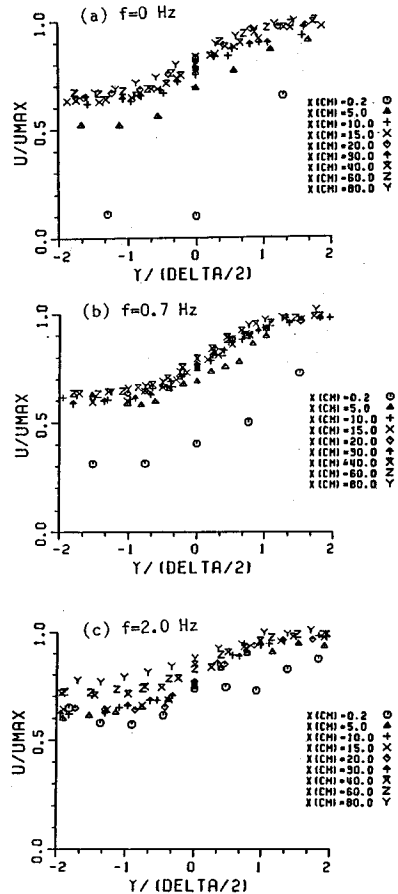 (a) f=0 Hz
1.0
0.5
0.0
U/UMAX
X(CM)=0.2
X(CM)=5.0
X(CM)=10.0
X(CM)=15.0
X(CM)=20.0
X(CM)=30.0
X(CM)=40.0
X(CM)=60.0
X(CM)=80.0
-2 -1 0 1 2
Y/(DELTA/2)
(b) f=0.7 Hz
1.0
0.5
0.0
U/UMAX
X(CM)=0.2
X(CM)=5.0
X(CM)=10.0
X(CM)=15.0
X(CM)=20.0
X(CM)=30.0
X(CM)=40.0
X(CM)=60.0
X(CM)=80.0
-2 -1 0 1 2
Y/(DELTA/2)
(c) f=2.0 Hz
1.0
0.5
0.0
U/UMAX
X(CM)=0.2
X(CM)=5.0
X(CM)=10.0
X(CM)=15.0
X(CM)=20.0
X(CM)=30.0
X(CM)=40.0
X(CM)=60.0
X(CM)=80.0
-2 -1 0 1 2
Y/(DELTA/2)